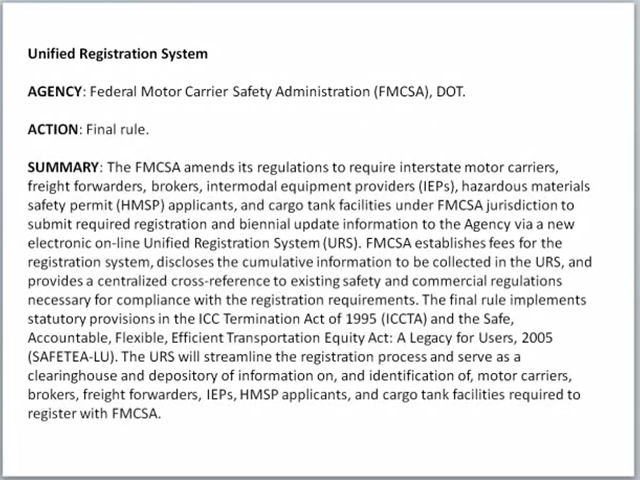 Unified Registration System
AGENCY: Federal Motor Carrier Safety Administration (FMCSA), DOT.
ACTION: Final rule.
SUMMARY: The FMCSA amends its regulations to require interstate motor carriers,
freight forwarders, brokers, intermodal equipment providers (IEPs), hazardous materials
safety permit (HMSP) applicants, and cargo tank facilities under FMCSA jurisdiction to
submit required registration and biennial update information to the Agency via a new
electronic on-line Unified Registration System (URS). FMCSA establishes fees for the
registration system, discloses the cumulative information to be collected in the URS, and
provides a centralized cross-reference to existing safety and commercial regulations
necessary for compliance with the registration requirements. The final rule implements
statutory provisions in the ICC Termination Act of 1995 (ICCTA) and the Safe,
Accountable, Flexible, Efficient Transportation Equity Act: A Legacy for Users, 2005
(SAFETEA-LU). The URS will streamline the registration process and serve as a
clearinghouse and depository of information on, and identification of, motor carriers,
brokers, freight forwarders, IEPs, HMSP applicants, and cargo tank facilities required to
register with FMCSA.